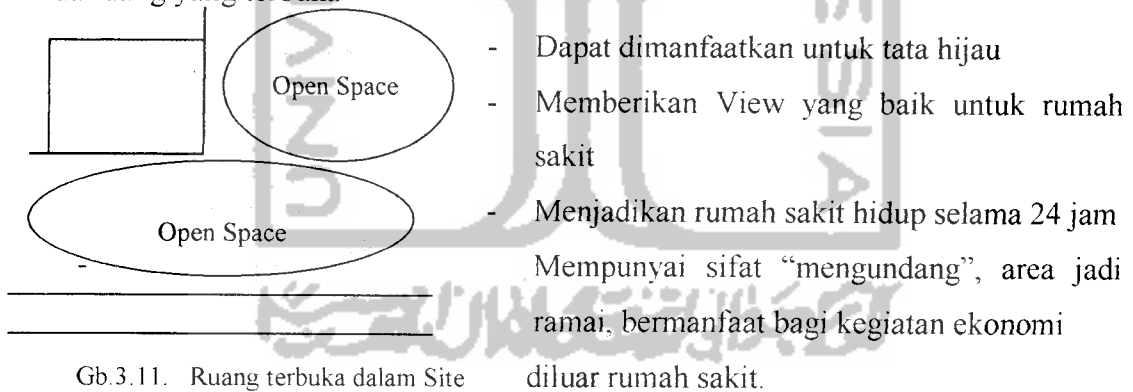 Open Space
Open Space
Gb.3.11. Ruang terbuka dalam Site
- Dapat dimanfaatkan untuk tata hijau
- Memberikan View yang baik untuk rumah
sakit
- Menjadikan rumah sakit hidup selama 24 jam
Mempunyai sifat “mengundang”, area jadi
ramai, bermanfaat bagi kegiatan ekonomi
diluar rumah sakit.